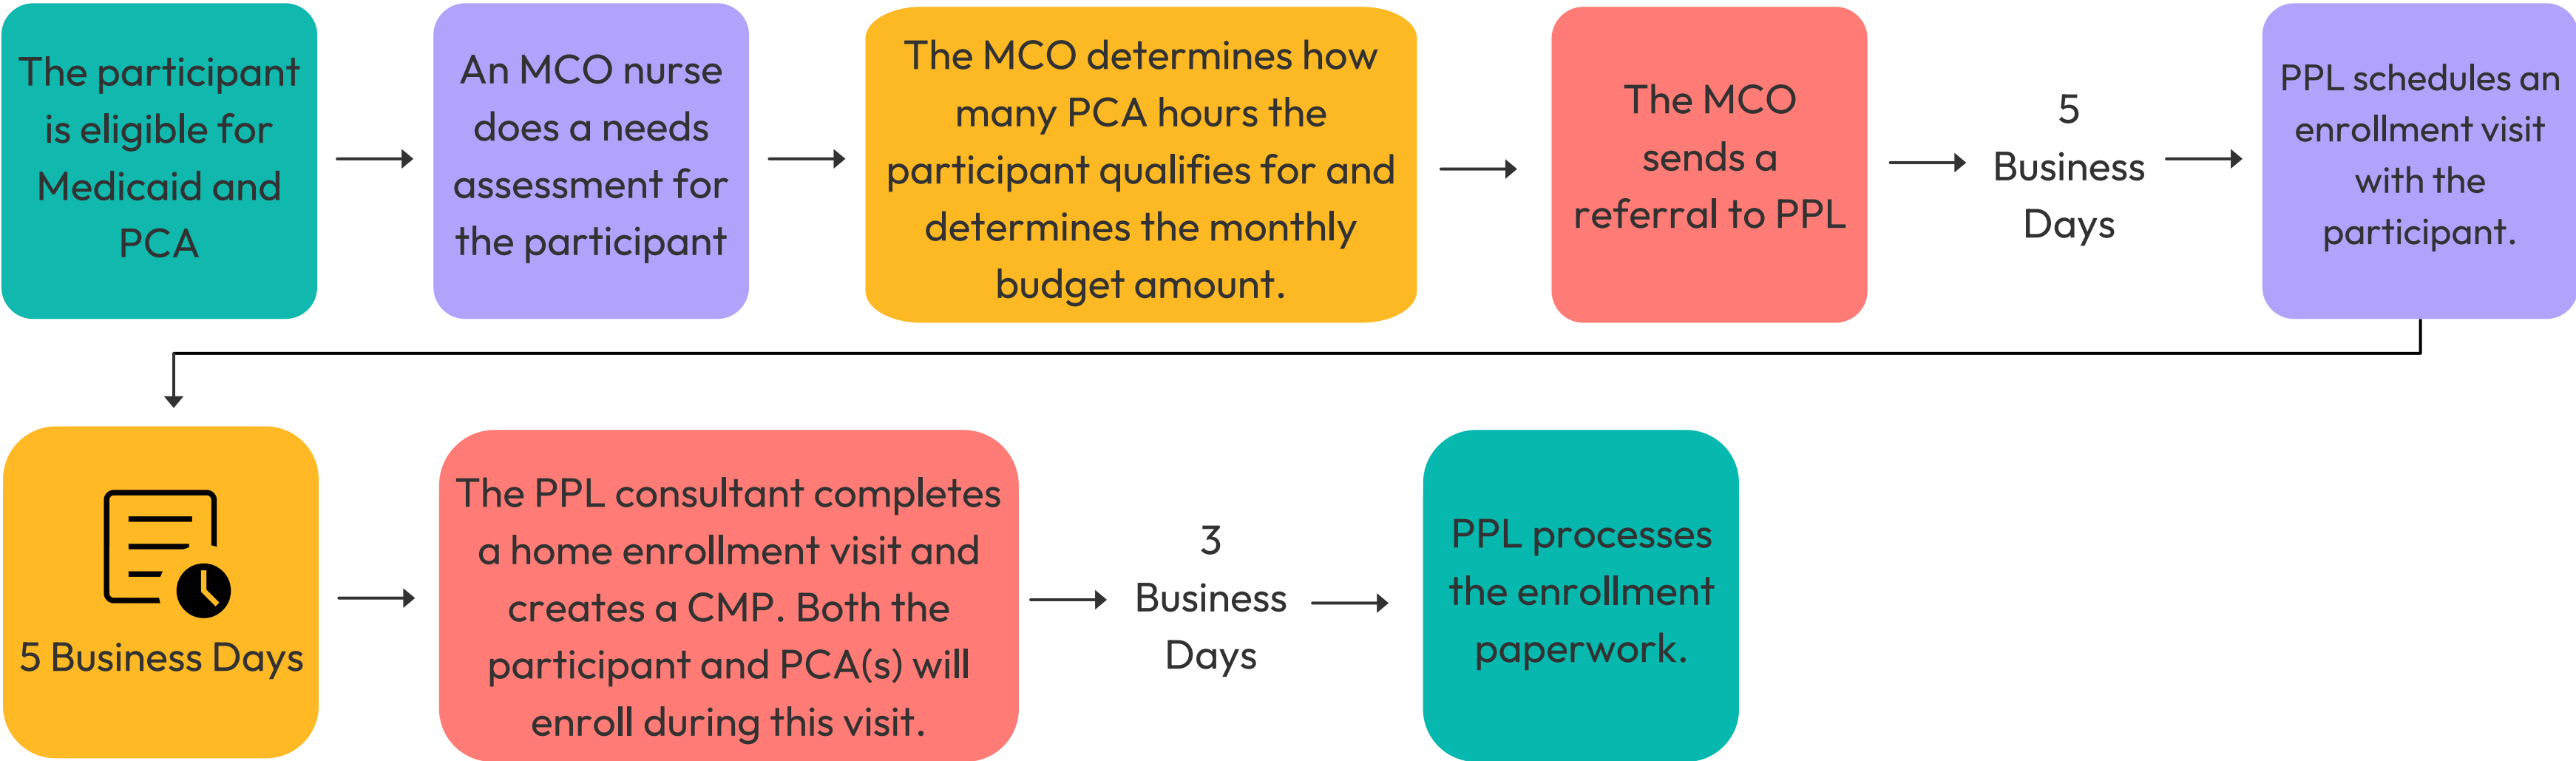 The participant
is eligible for
Medicaid and
PCA
An MCO nurse
does a needs
assessment for
the participant
The MCO determines how
many PCA hours the
participant qualifies for and
determines the monthly
budget amount.
The MCO
sends a
referral to PPL
5
Business
Days
PPL schedules an
enrollment visit
with the
participant.
5 Business Days
The PPL consultant completes
a home enrollment visit and
creates a CMP. Both the
participant and PCA(s) will
enroll during this visit.
3
Business
Days
PPL processes
the enrollment
paperwork.